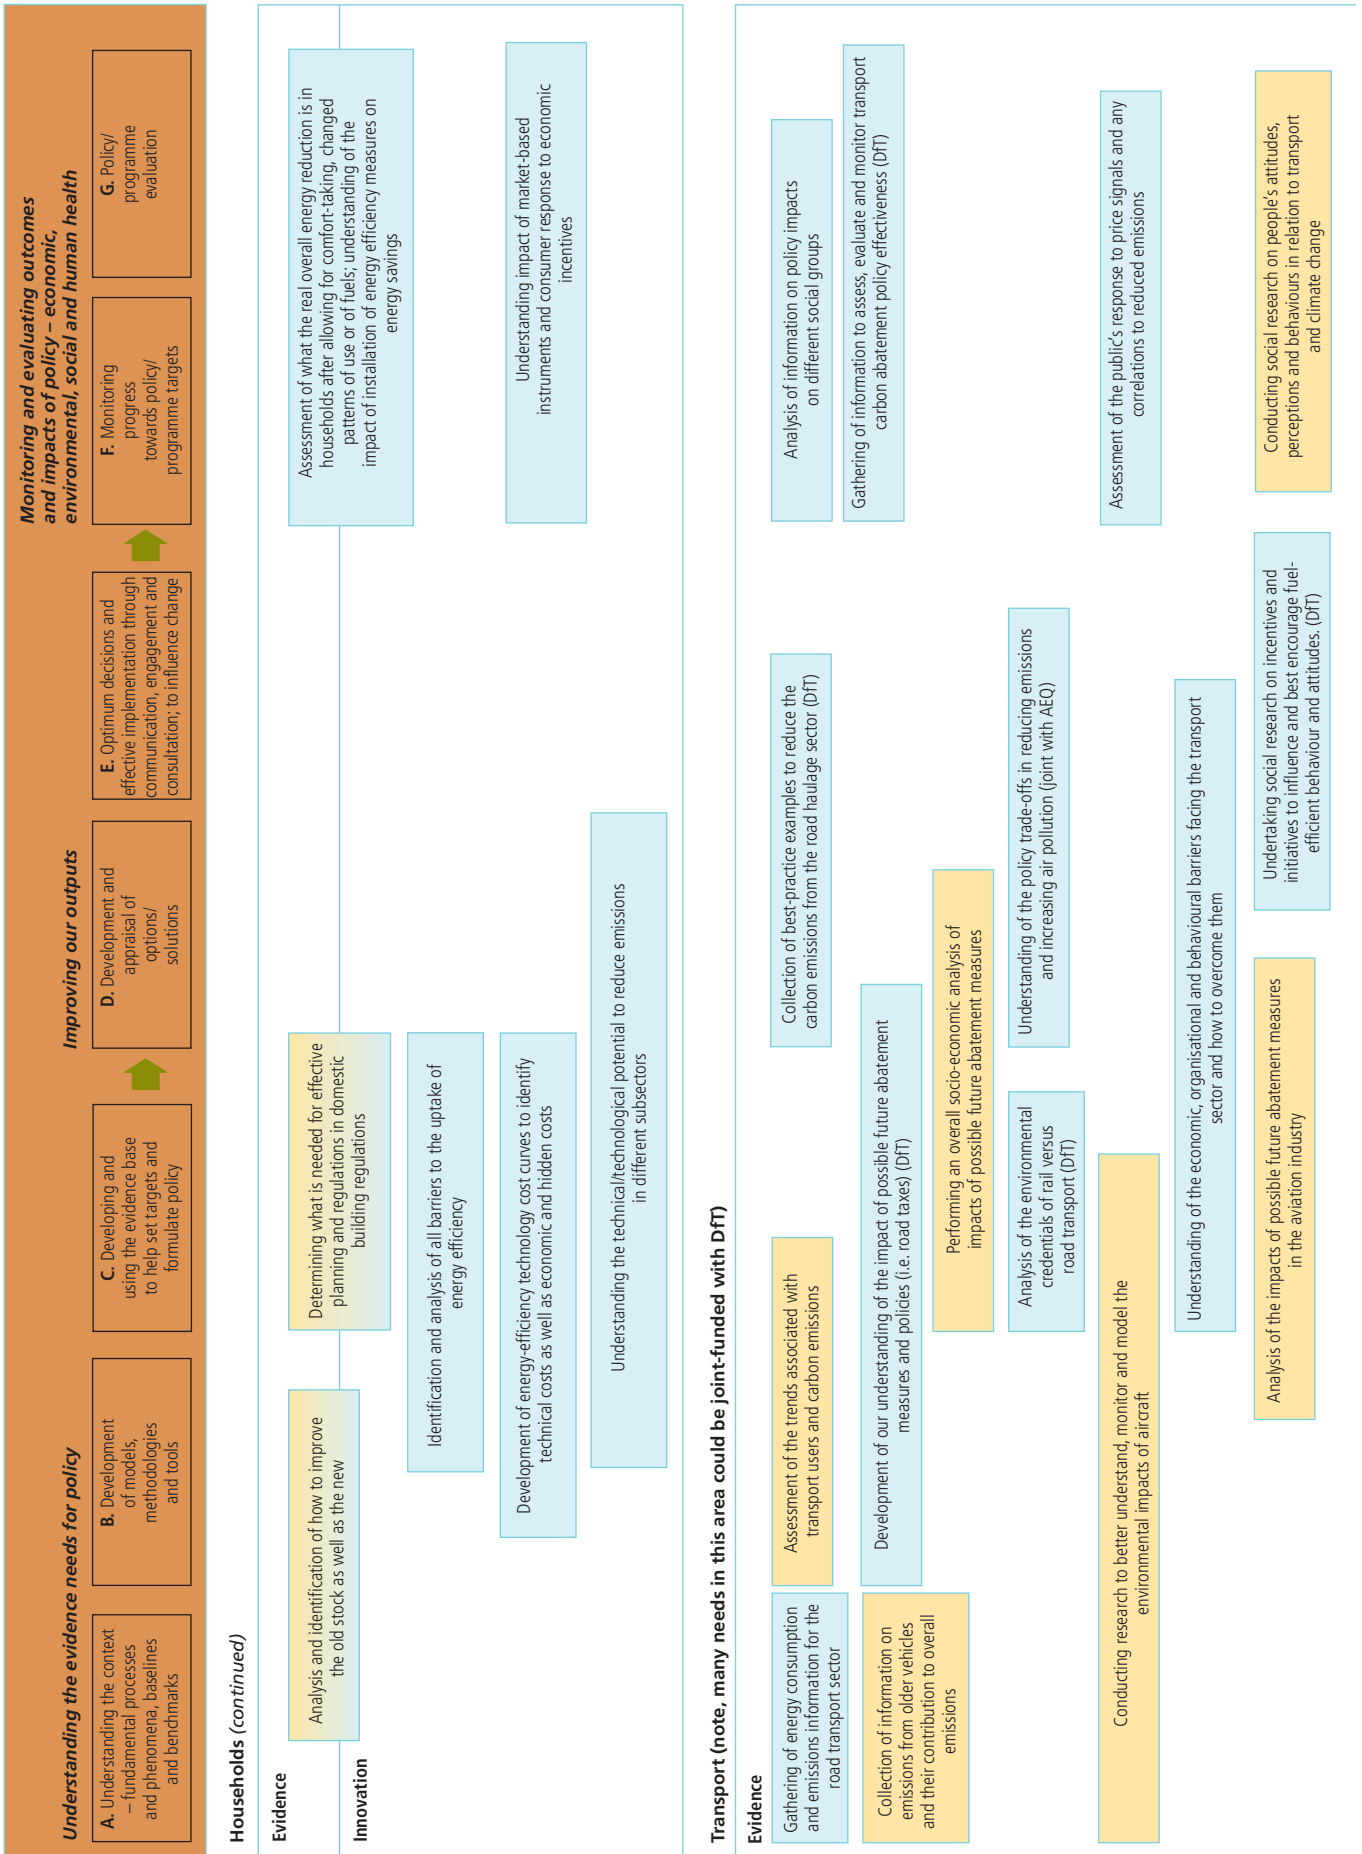 Understanding the evidence needs for policy
Improving our outputs
Monitoring and evaluating outcomes
and impacts of policy – economic,
environmental, social and human health
A. Understanding the context
– fundamental processes
and phenomena, baselines
and benchmarks
B. Development
of models,
methodologies
and tools
C. Developing and
using the evidence base
to help set targets and
formulate policy
D. Development and
appraisal of
options/
solutions
E. Optimum decisions and
effective implementation through
communication, engagement and
consultation; to influence change
F. Monitoring
progress
towards policy/
programme targets
G. Policy/
programme
evaluation
Households (continued)
Evidence
Innovation
Analysis and identification of how to improve
the old stock as well as the new
Determining what is needed for effective
planning and regulations in domestic
building regulations
Assessment of what the real overall energy reduction is in
households after allowing for comfort-taking, changed
patterns of use or of fuels; understanding of the
impact of installation of energy efficiency measures on
energy savings
Identification and analysis of all barriers to the uptake of
energy efficiency
Development of energy-efficiency technology cost curves to identify
technical costs as well as economic and hidden costs
Understanding impact of market-based
instruments and consumer response to economic
incentives
Understanding the technical/technological potential to reduce emissions
in different subsectors
Transport (note, many needs in this area could be joint-funded with DfT)
Evidence
Gathering of energy consumption
and emissions information for the
road transport sector
Assessment of the trends associated with
transport users and carbon emissions
Collection of best-practice examples to reduce the
carbon emissions from the road haulage sector (DfT)
Analysis of information on policy impacts
on different social groups
Collection of information on
emissions from older vehicles
and their contribution to overall
emissions
Development of our understanding of the impact of possible future abatement
measures and policies (i.e. road taxes) (DfT)
Gathering of information to assess, evaluate and monitor transport
carbon abatement policy effectiveness (DfT)
Performing an overall socio-economic analysis of
impacts of possible future abatement measures
Analysis of the environmental
credentials of rail versus
road transport (DfT)
Understanding of the policy trade-offs in reducing emissions
and increasing air pollution (joint with AEQ)
Conducting research to better understand, monitor and model the
environmental impacts of aircraft
Assessment of the public's response to price signals and any
correlations to reduced emissions
Understanding of the economic, organisational and behavioural barriers facing the transport
sector and how to overcome them
Analysis of the impacts of possible future abatement measures
in the aviation industry
Undertaking social research on incentives and
initiatives to influence and best encourage fuel-
efficient behaviour and attitudes. (DfT)
Conducting social research on people's attitudes,
perceptions and behaviours in relation to transport
and climate change